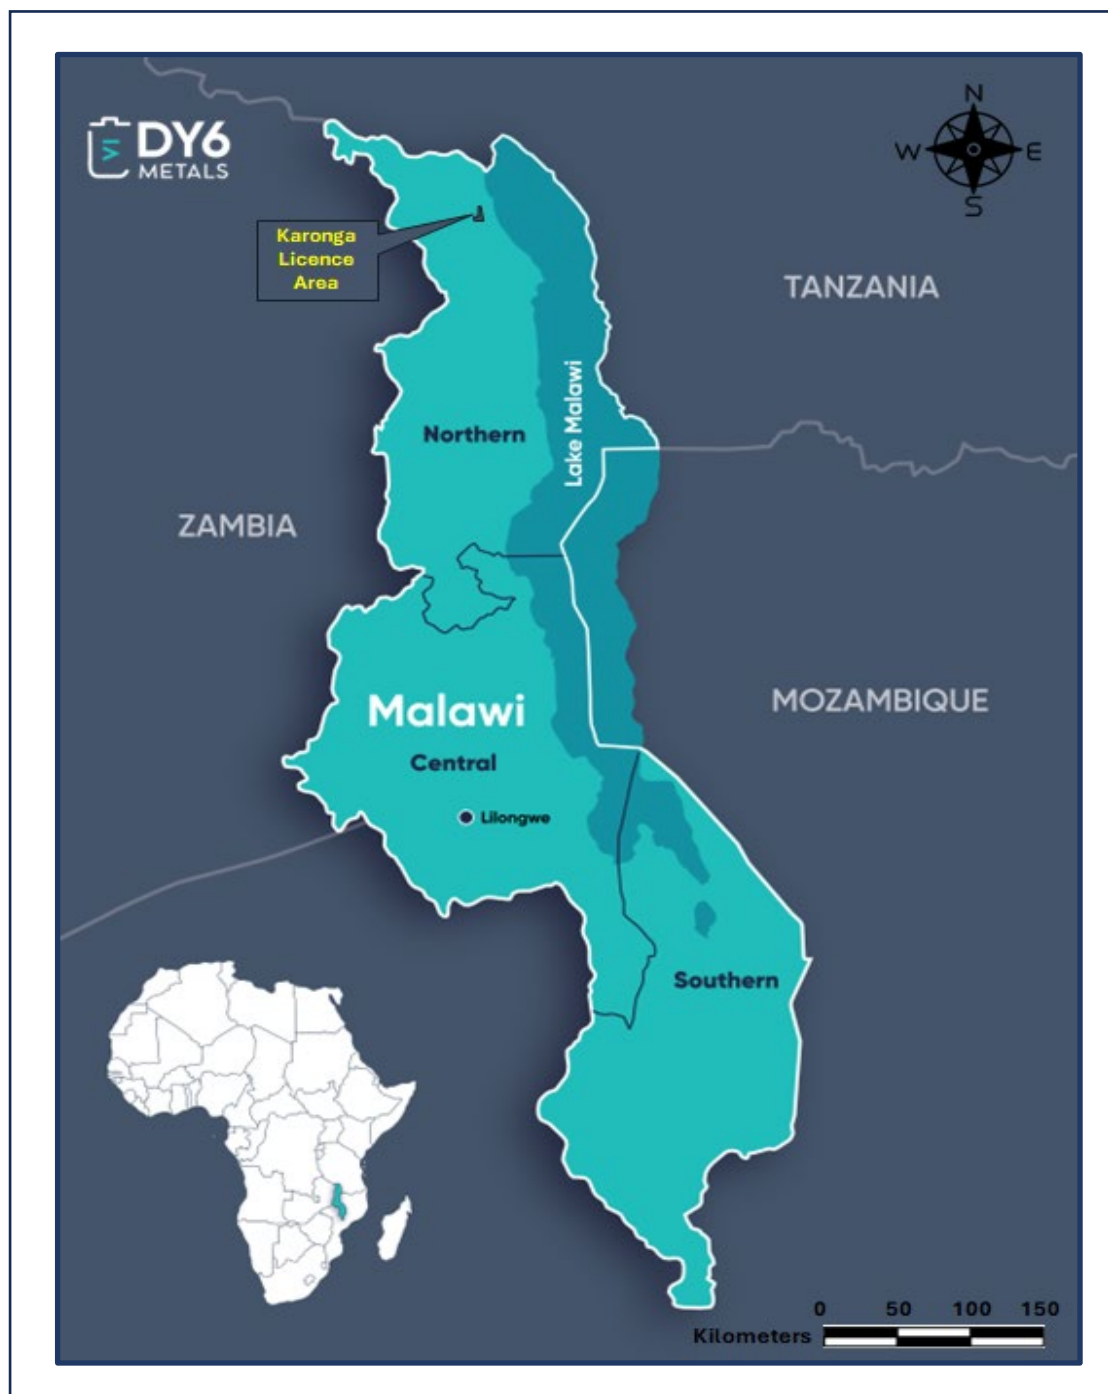 N
W E
S
DY6
METALS
Karonga
Licence
Area
TANZANIA
Lake Malawi
Northern
ZAMBIA
Malawi
MOZAMBIQUE
Central
Lilongwe
Southern
0 50 100 150
Kilometers